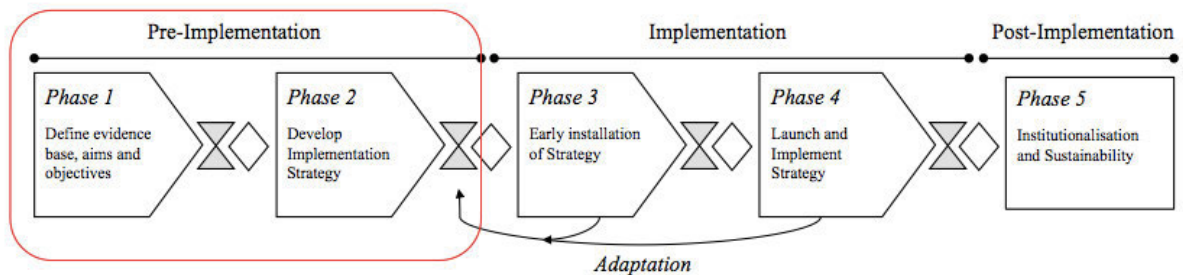 Pre-Implementation
Implementation
Post-Implementation
Phase 1
Define evidence
base, aims and
objectives
Phase 2
Develop
Implementation
Strategy
Phase 3
Early installation
of Strategy
Phase 4
Launch and
Implement
Strategy
Phase 5
Institutionalisation
and Sustainability
Adaptation